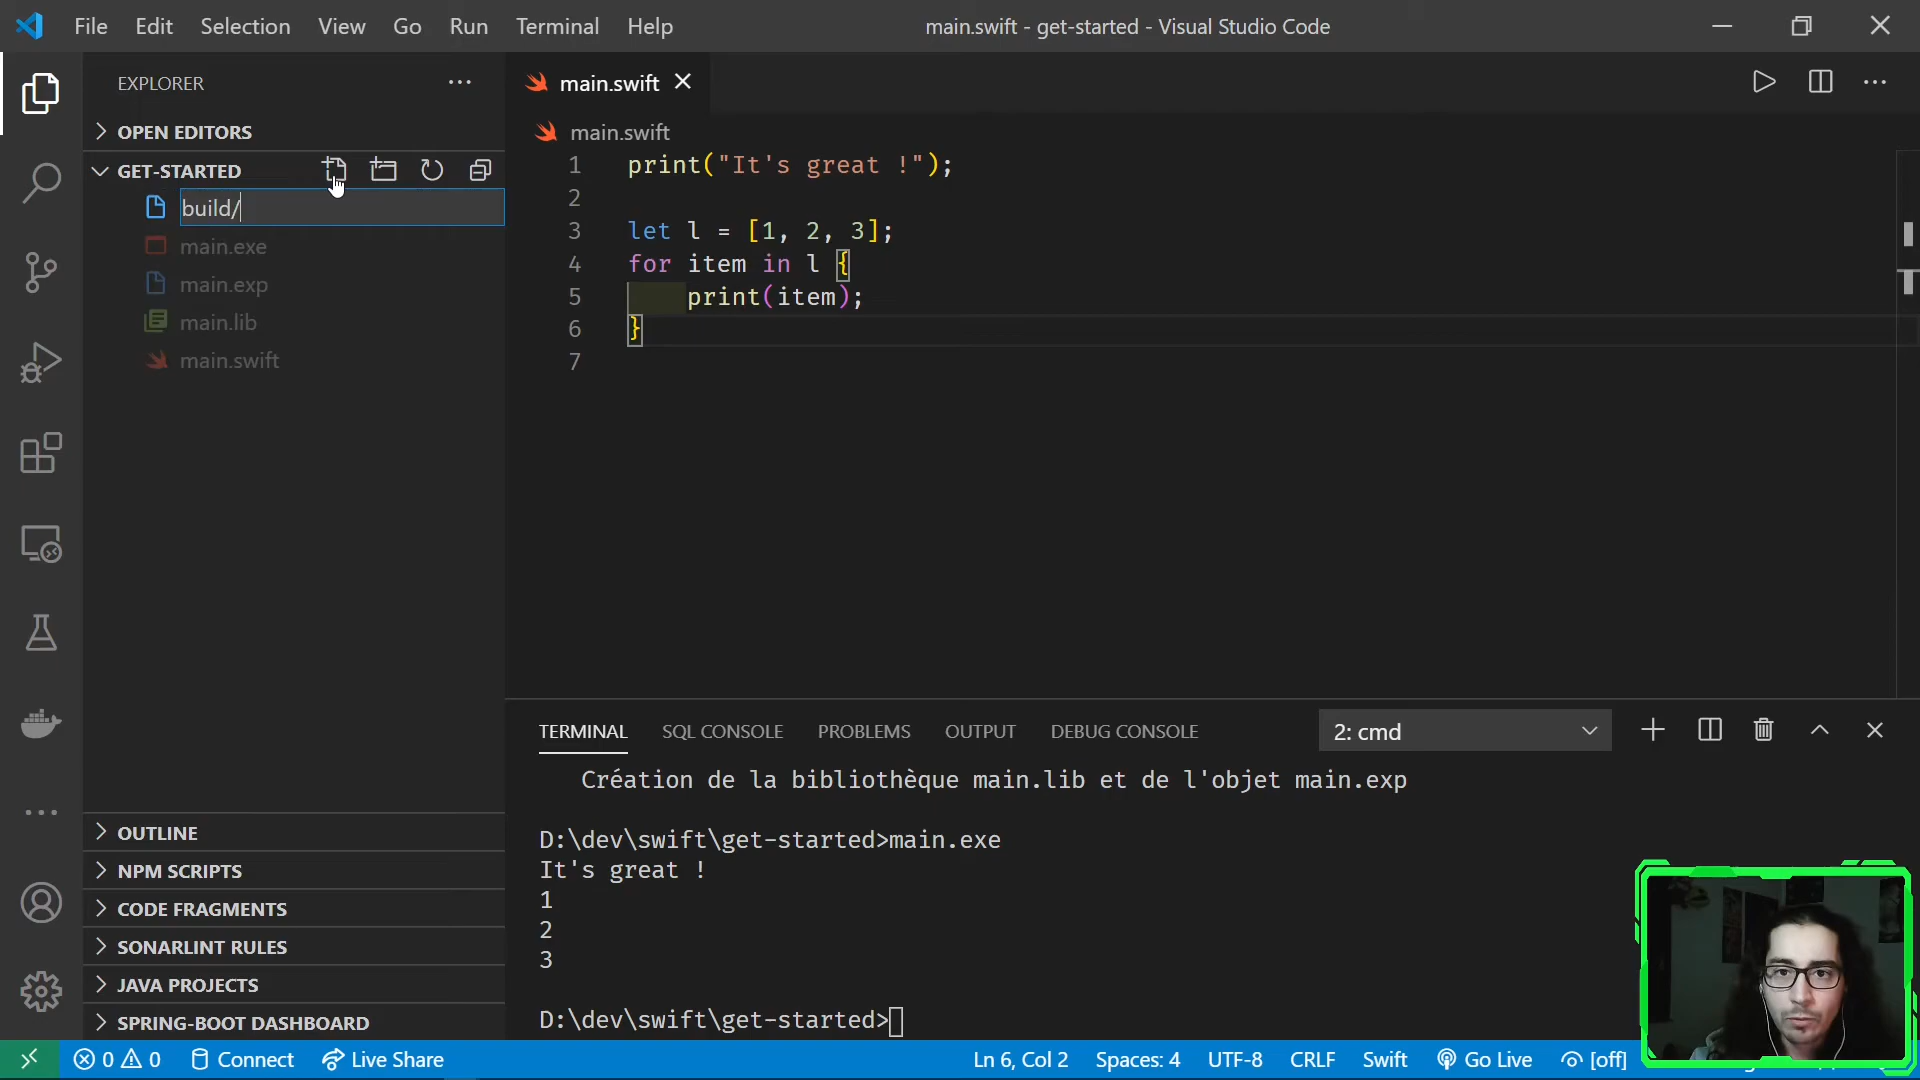 File Edit Selection View Go Run Terminal Help
main.swift - get-started - Visual Studio Code
EXPLORER
OPEN EDITORS
GET-STARTED
build/
main.exe
main.exp
main.lib
main.swift
OUTLINE
NPM SCRIPTS
CODE FRAGMENTS
SONARLINT RULES
JAVA PROJECTS
SPRING-BOOT DASHBOARD
main.swift
main.swift
1 print("It's great !");
2
3 let l = [1, 2, 3];
4 for item in l {
5 print(item);
6 }
7
TERMINAL SQL CONSOLE PROBLEMS OUTPUT DEBUG CONSOLE
2: cmd
Création de la bibliothèque main.lib et de l'objet main.exp
D:\dev\swift\get-started>main.exe
It's great !
1
2
3
D:\dev\swift\get-started>
0 0 Connect Live Share Ln 6, Col 2 Spaces: 4 UTF-8 CRLF Swift Go Live [off]